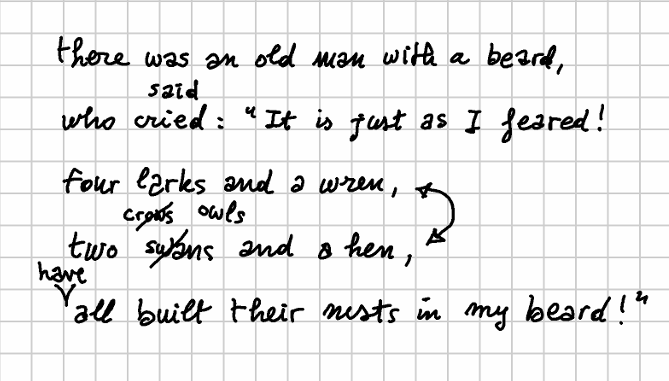 there was an old man with a beard,
said
who cried: "It is just as I feared!
four larks and a wren,
crows owls
two swans and a hen,
have
all built their nests in my beard!"